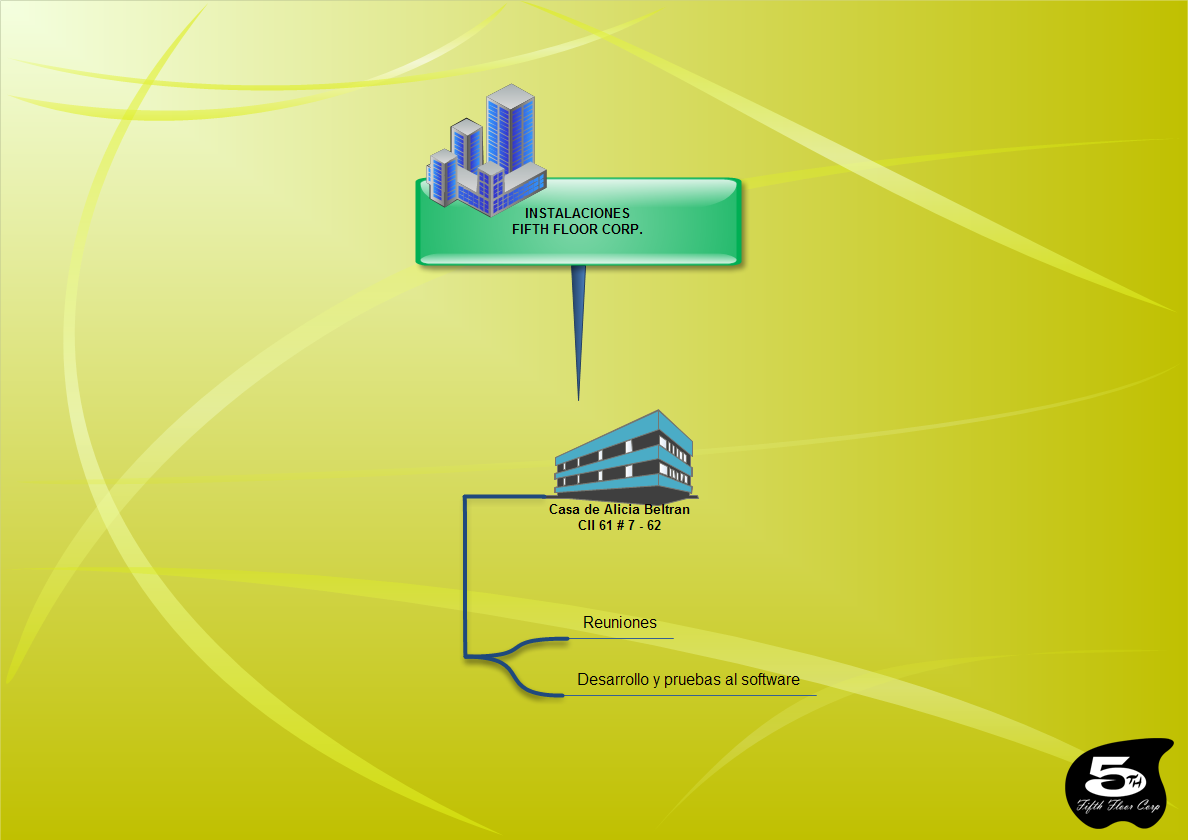 INSTALACIONES
FIFTH FLOOR CORP.
Casa de Alicia Beltran
Cll 61 # 7 - 62
Reuniones
Desarrollo y pruebas al software
5TH
Fifth Floor Corp